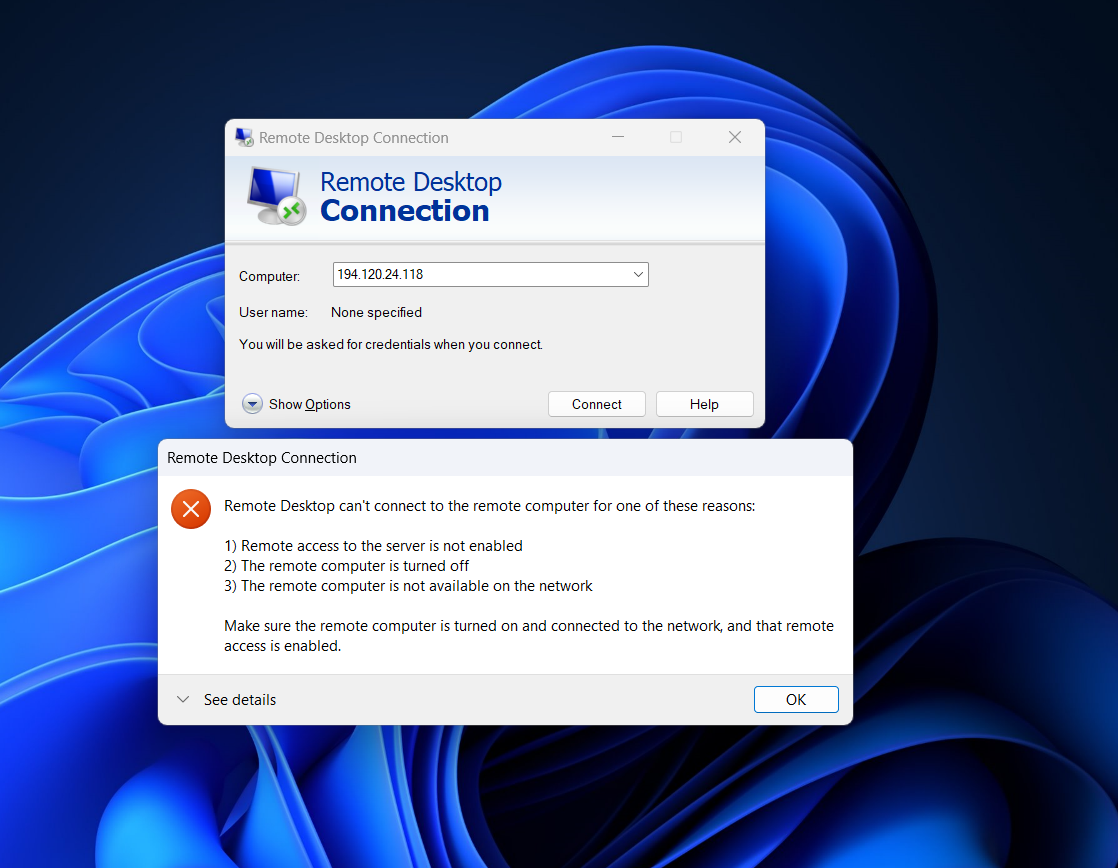 Remote Desktop Connection
Remote Desktop
Connection
Computer: 194.120.24.118
User name: None specified
You will be asked for credentials when you connect.
Show Options Connect Help
Remote Desktop Connection
Remote Desktop can't connect to the remote computer for one of these reasons:
1) Remote access to the server is not enabled
2) The remote computer is turned off
3) The remote computer is not available on the network
Make sure the remote computer is turned on and connected to the network, and that remote
access is enabled.
See details OK